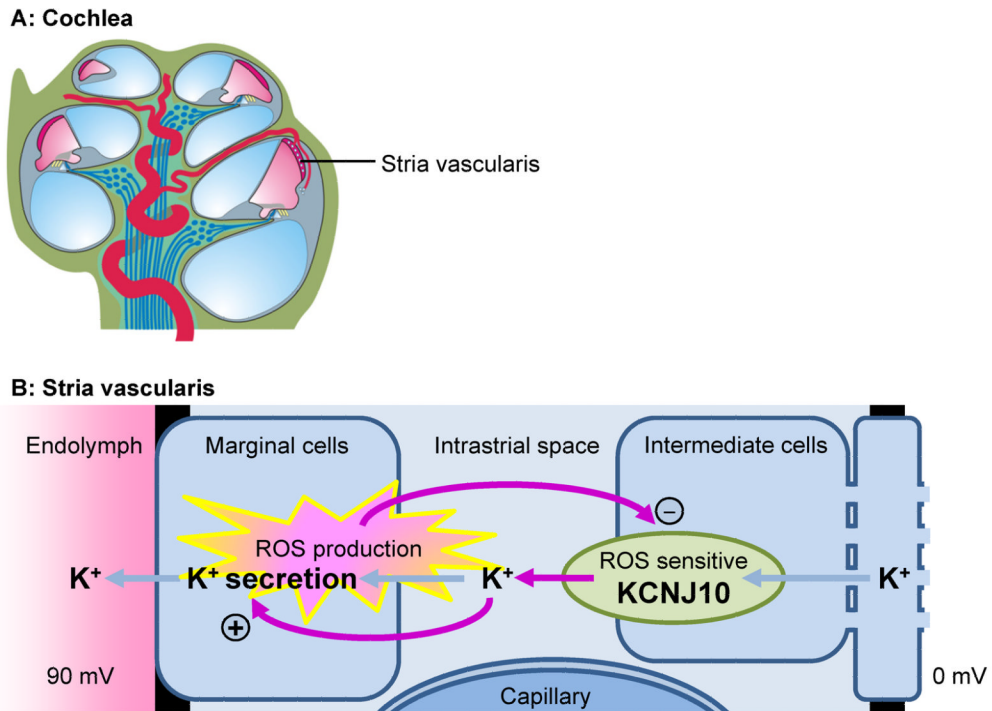 A: Cochlea
Stria vascularis
B: Stria vascularis
Endolymph
Marginal cells
Intrastrial space
Intermediate cells
−
ROS production
ROS sensitive
K⁺
K⁺ secretion
K⁺
KCNJ10
K⁺
+
90 mV
0 mV
Capillary